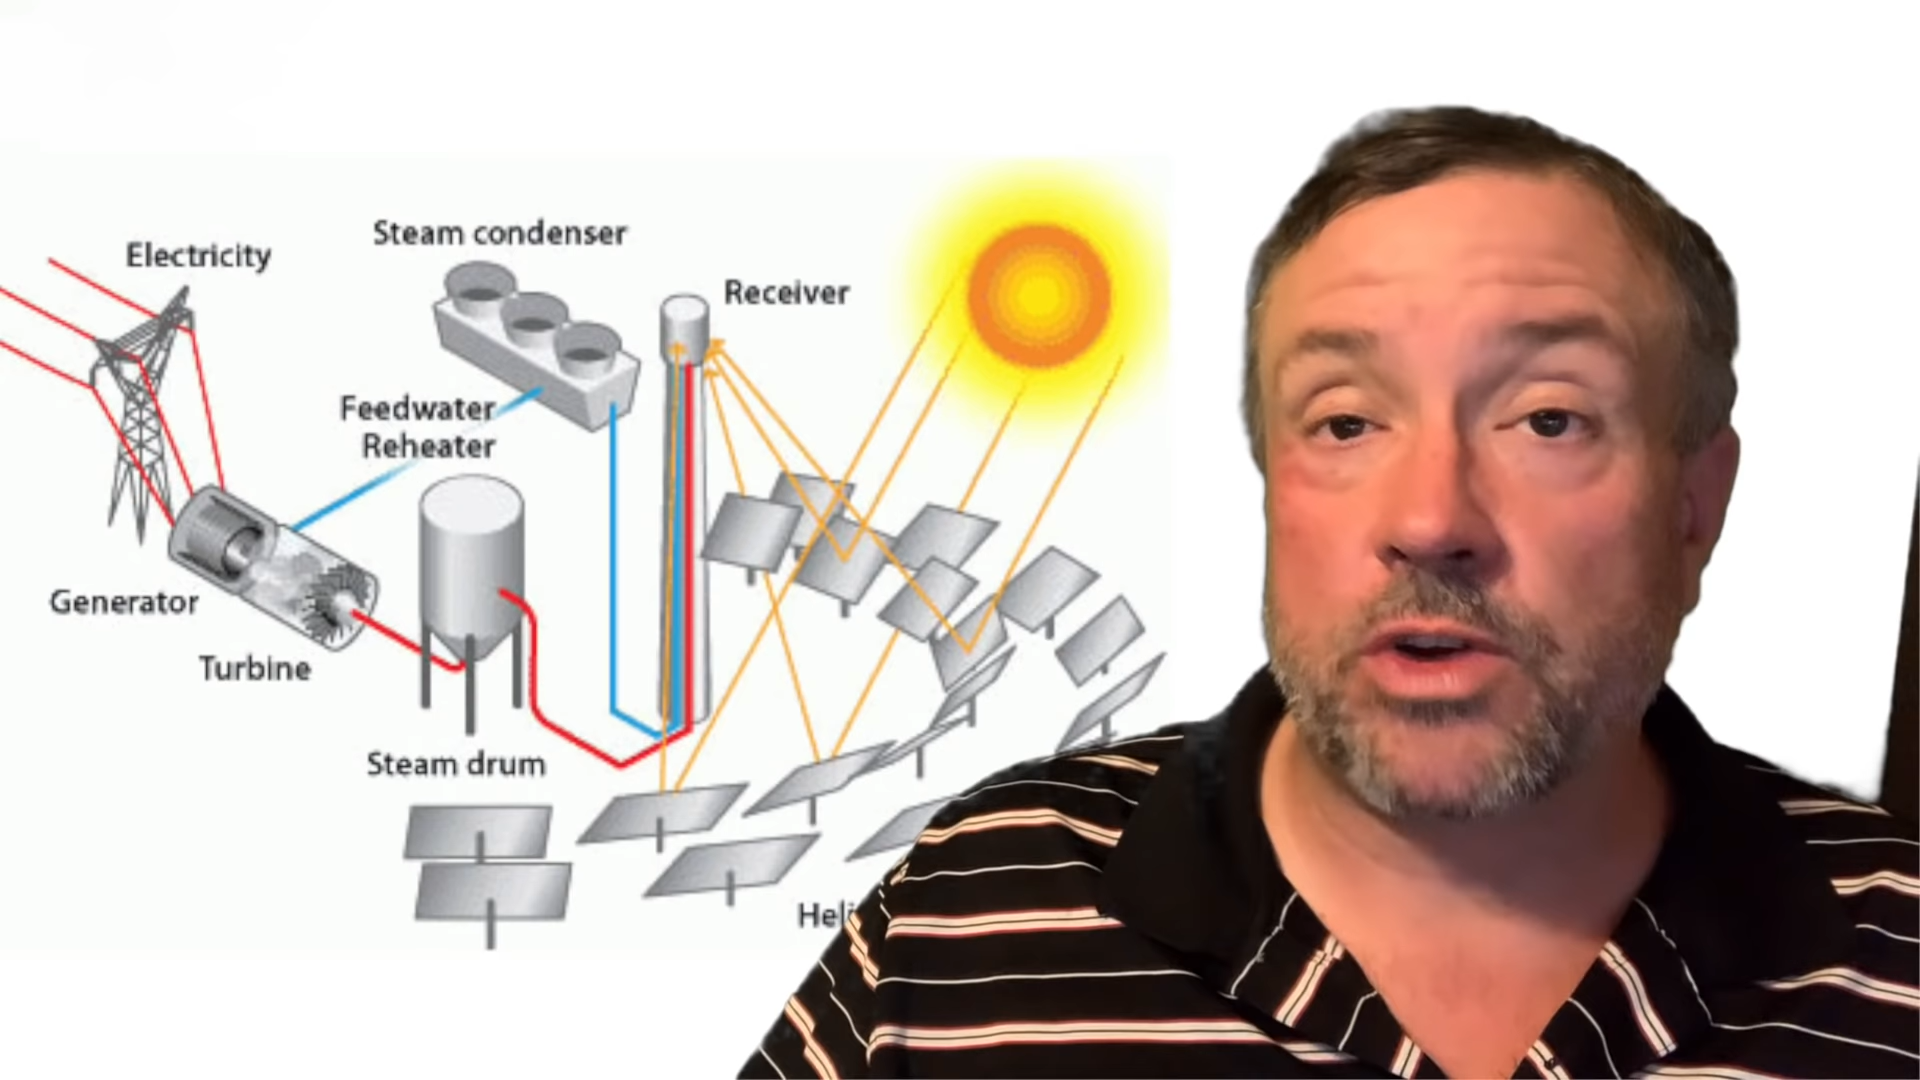 Electricity
Steam condenser
Receiver
Feedwater
Reheater
Generator
Turbine
Steam drum